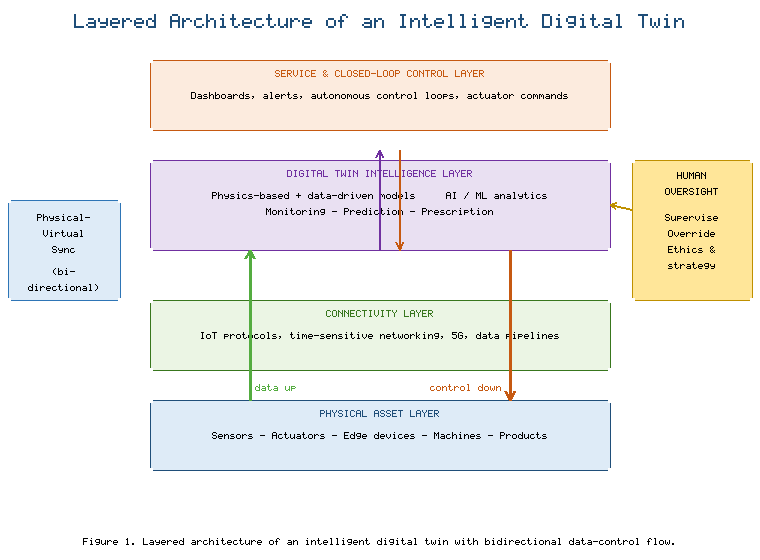 Layered Architecture of an Intelligent Digital Twin
SERVICE & CLOSED-LOOP CONTROL LAYER
Dashboards, alerts, autonomous control loops, actuator commands
DIGITAL TWIN INTELLIGENCE LAYER
Physics-based + data-driven models AI / ML analytics
Monitoring - Prediction - Prescription
HUMAN
OVERSIGHT
Supervise
Override
Ethics &
strategy
Physical-
Virtual
Sync
(bi-
directional)
CONNECTIVITY LAYER
IoT protocols, time-sensitive networking, 5G, data pipelines
data up
control down
PHYSICAL ASSET LAYER
Sensors - Actuators - Edge devices - Machines - Products
Figure 1. Layered architecture of an intelligent digital twin with bidirectional data-control flow.